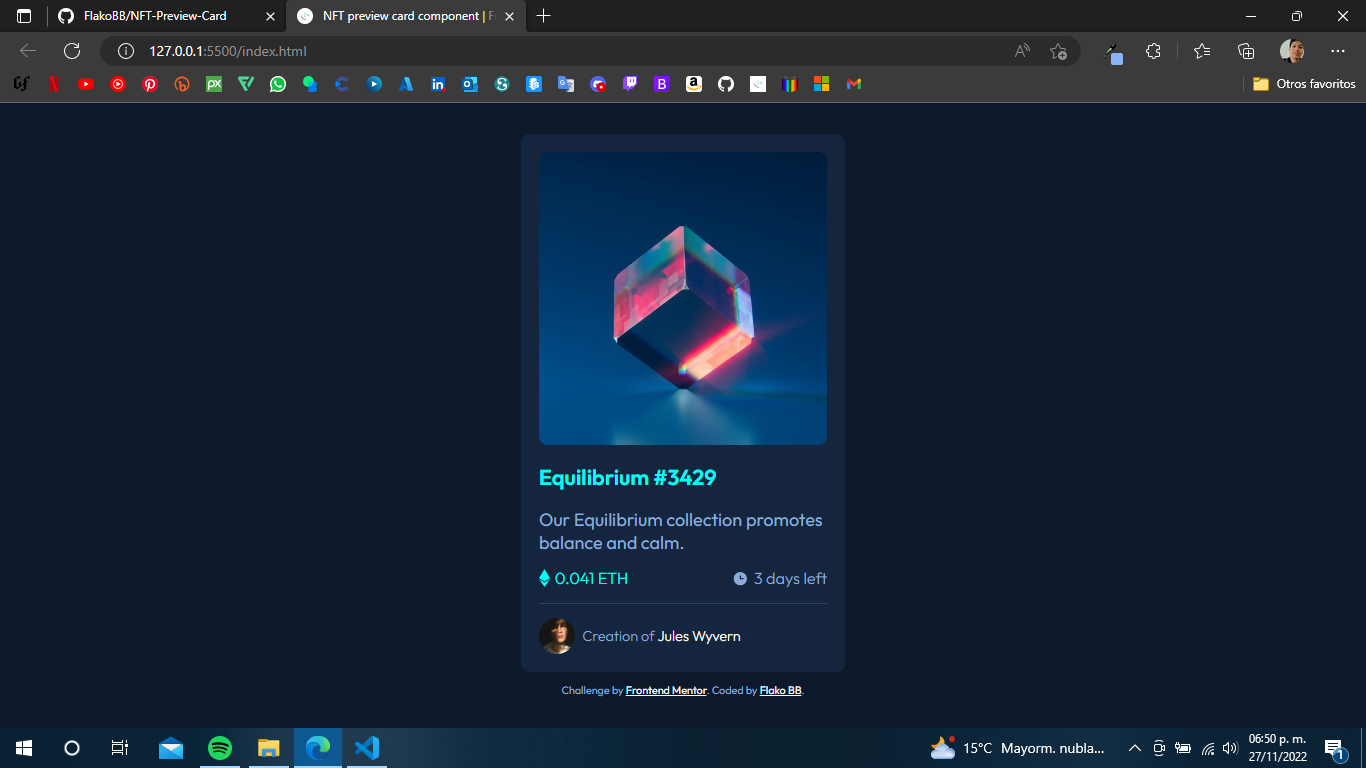 FlakoBB/NFT-Preview-Card
NFT preview card component | F
127.0.0.1:5500/index.html
Otros favoritos
Equilibrium #3429
Our Equilibrium collection promotes
balance and calm.
0.041 ETH
3 days left
Creation of Jules Wyvern
Challenge by Frontend Mentor. Coded by Flako BB.
15°C Mayorm. nubla...
06:50 p. m.
27/11/2022
1